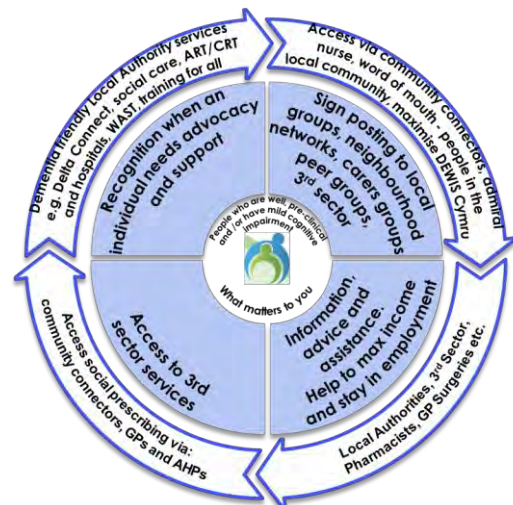 Dementia friendly Local Authority services
e.g. Delta Connect, social care, ART/CRT
and hospitals, WAST, training for all
Access via community connectors, admiral
nurse, word of mouth - people in the
local community, maximise DEWIS Cymru
Recognition when an
individual needs advocacy
and support
Sign posting to local
groups, neighbourhood
networks, carers groups
peer groups,
3rd sector
People who are well, pre-clinical
and /or have mild cognitive
impairment
What matters to you
Access to 3rd
sector services
Information,
advice and
assistance.
Help to max income
and stay in employment
Access social prescribing via:
community connectors, GPs and AHPs
Local Authorities, 3rd Sector,
Pharmacists, GP Surgeries etc.